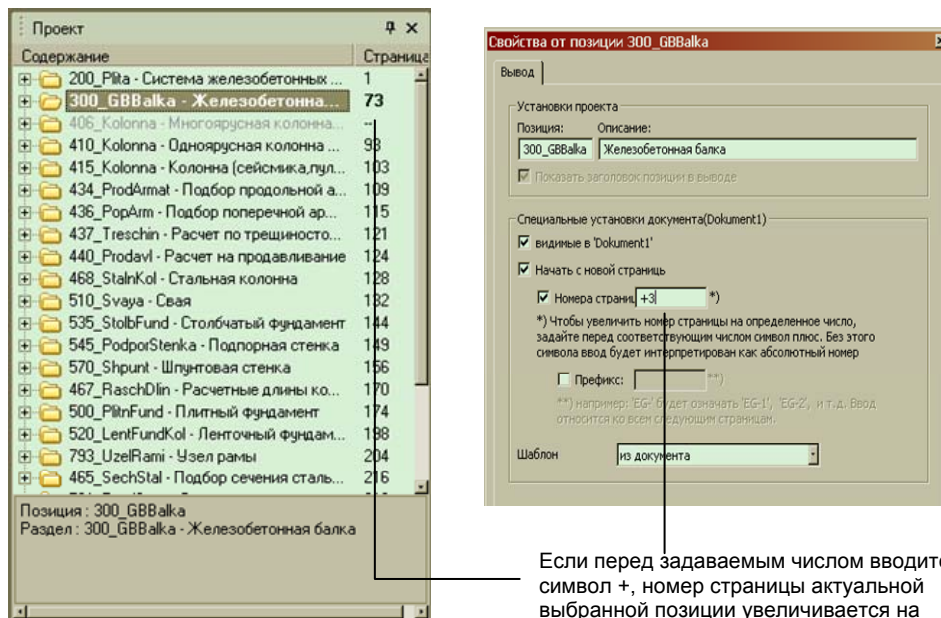 Проект
Содержание Страница
200_Plita - Система железобетонных ... 1
300_GBBalka - Железобетонна... 73
406_Kolonna - Многоярусная колонна... --
410_Kolonna - Одноярусная колонна ... 98
415_Kolonna - Колонна (сейсмика,пул... 103
434_ProdArmat - Подбор продольной а... 109
436_PopArm - Подбор поперечной ар... 115
437_Treschin - Расчет по трещиносто... 121
440_Prodavl - Расчет на продавливание 124
468_StalnKol - Стальная колонна 128
510_Svaya - Свая 132
535_StolbFund - Столбчатый фундамент 144
545_PodporStenka - Подпорная стенка 149
570_Shpunt - Шпунтовая стенка 156
467_RaschDlin - Расчетные длины ко... 170
500_PlitnFund - Плитный фундамент 174
520_LentFundKol - Ленточный фундам... 198
793_UzelRami - Узел рамы 204
465_SechStal - Подбор сечения сталь... 216
Позиция : 300_GBBalka
Раздел : 300_GBBalka - Железобетонная балка
Свойства от позиции 300_GBBalka
Вывод
Установки проекта
Позиция: Описание:
300_GBBalka Железобетонная балка
Показать заголовок позиции в выводе
Специальные установки документа(Dokument1)
видимые в 'Dokument1'
Начать с новой страниць
Номера страниц +3 *)
*) Чтобы увеличить номер страницы на определенное число,
задайте перед соответствующим числом символ плюс. Без этого
символа ввод будет интерпретирован как абсолютный номер
Префикс: **)
**) например: 'EG-' будет означать 'EG-1', 'EG-2', и т.д. Ввод
относится ко всем следующим страницам.
Шаблон из документа
Если перед задаваемым числом вводите
символ +, номер страницы актуальной
выбранной позиции увеличивается на